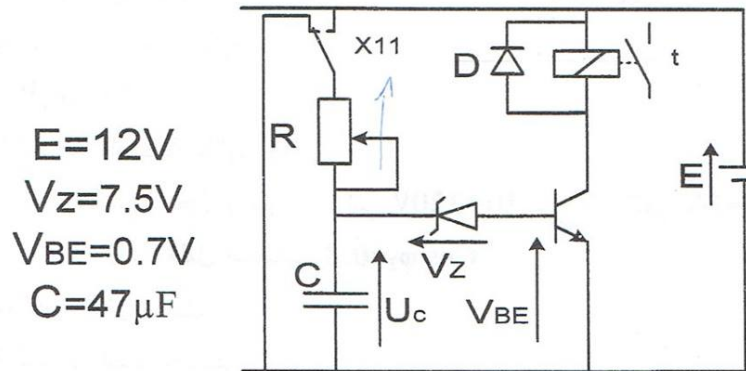 E=12V
Vz=7.5V
VBE=0.7V
C=47µF
X11
R
D
t
E
C
Uc
Vz
VBE